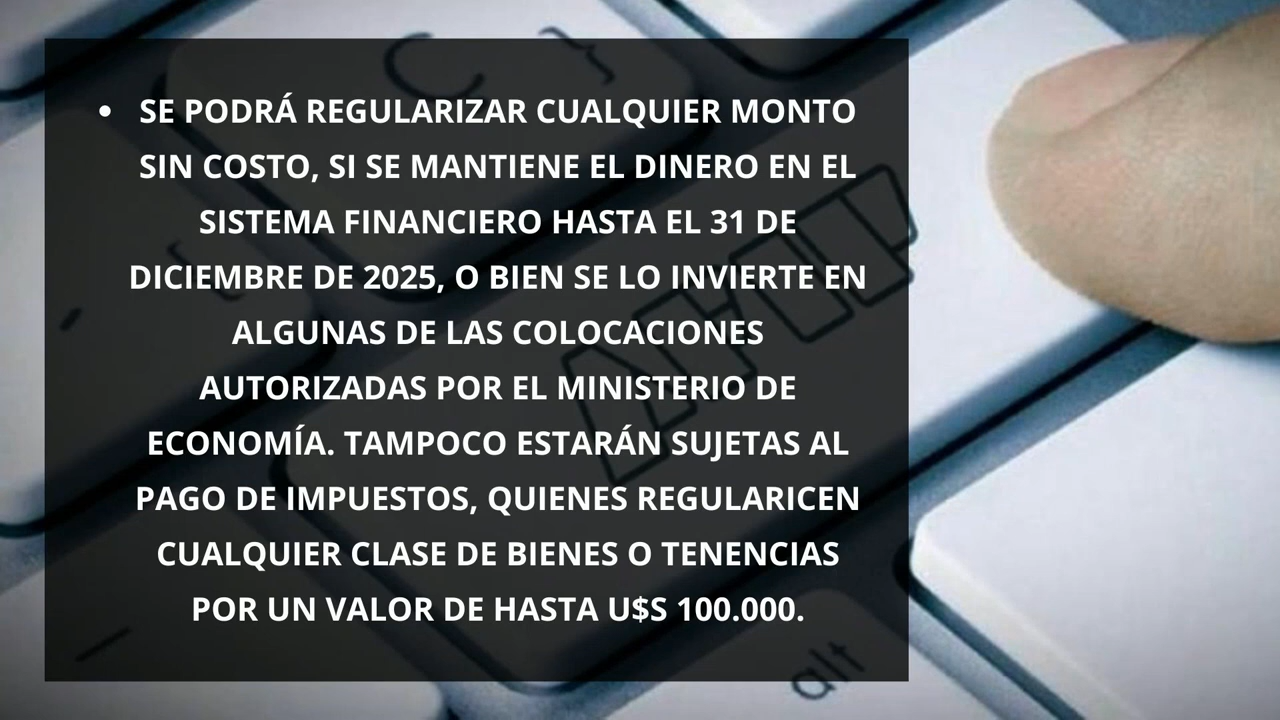 C }
• SE PODRÁ REGULARIZAR CUALQUIER MONTO
SIN COSTO, SI SE MANTIENE EL DINERO EN EL
SISTEMA FINANCIERO HASTA EL 31 DE
DICIEMBRE DE 2025, O BIEN SE LO INVIERTE EN
ALGUNAS DE LAS COLOCACIONES
AUTORIZADAS POR EL MINISTERIO DE
ECONOMÍA. TAMPOCO ESTARÁN SUJETAS AL
PAGO DE IMPUESTOS, QUIENES REGULARICEN
CUALQUIER CLASE DE BIENES O TENENCIAS
POR UN VALOR DE HASTA U$S 100.000.
alt